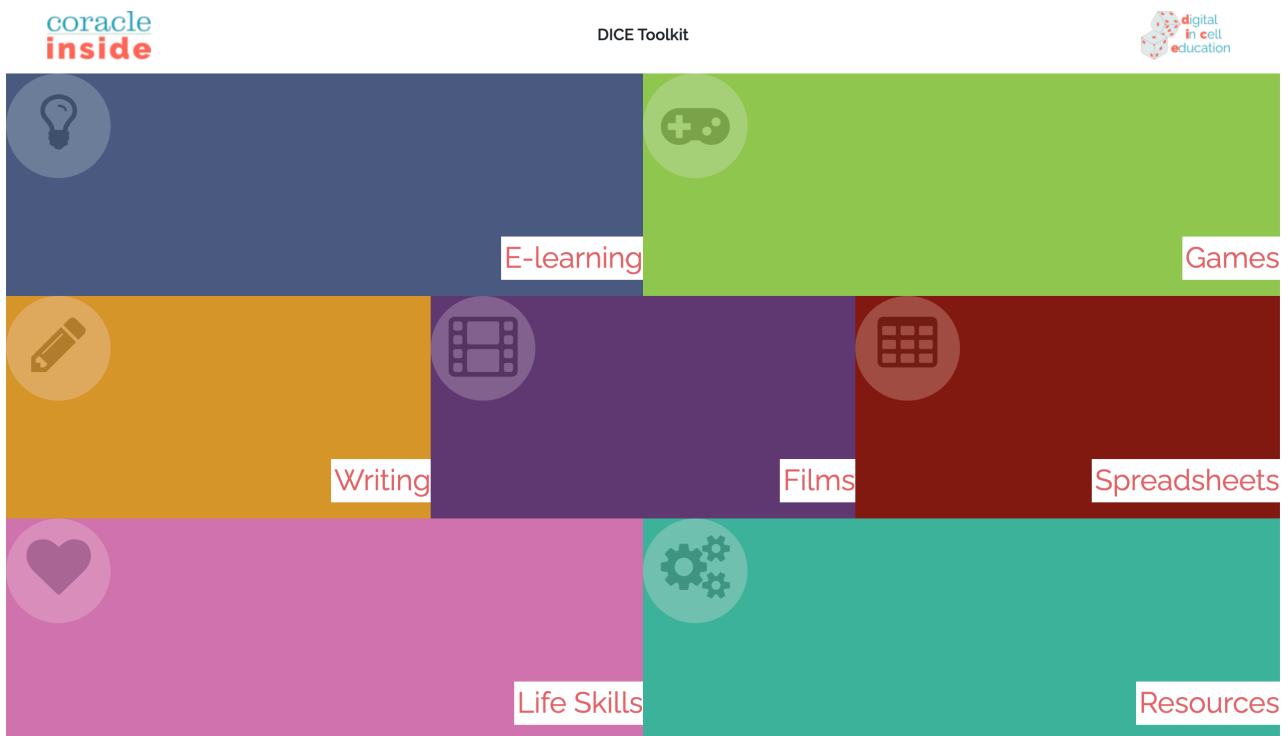 coracle
inside
DICE Toolkit
digital
in cell
education
E-learning
Games
Writing
Films
Spreadsheets
Life Skills
Resources